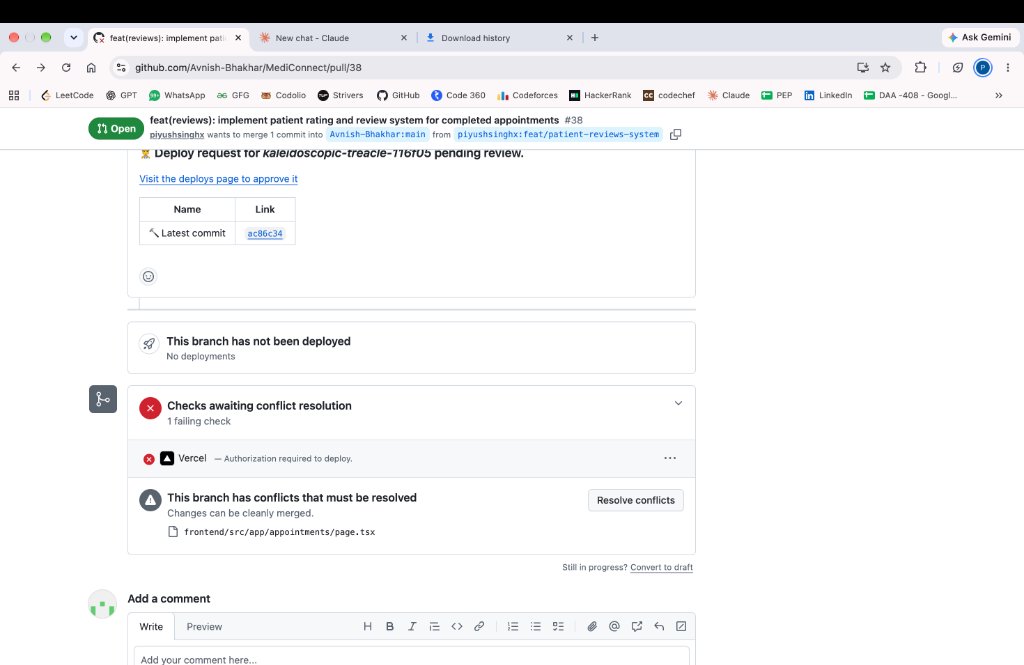 feat(reviews): implement pati
New chat - Claude
Download history
Ask Gemini
github.com/Avnish-Bhakhar/MediConnect/pull/38
P
LeetCode
GPT
WhatsApp
GFG
Codolio
Strivers
GitHub
Code 360
Codeforces
HackerRank
codechef
Claude
PEP
LinkedIn
DAA -408 - Googl...
Open
feat(reviews): implement patient rating and review system for completed appointments #38
piyushsinghx wants to merge 1 commit into Avnish-Bhakhar:main from piyushsinghx:feat/patient-reviews-system
Deploy request for kaleidoscopic-treacle-116f05 pending review.
Visit the deploys page to approve it
Name Link
Latest commit ac86c34
This branch has not been deployed
No deployments
Checks awaiting conflict resolution
1 failing check
Vercel — Authorization required to deploy.
This branch has conflicts that must be resolved
Changes can be cleanly merged.
Resolve conflicts
frontend/src/app/appointments/page.tsx
Still in progress? Convert to draft
Add a comment
Write Preview
Add your comment here...